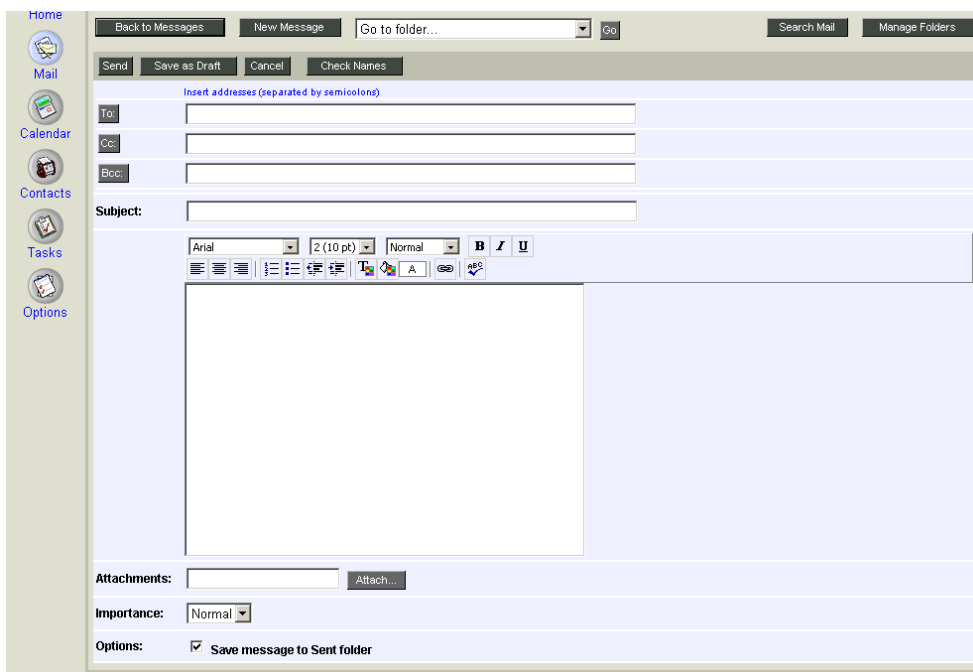 Home
Mail
Calendar
Contacts
Tasks
Options
Back to Messages New Message Go to folder... Go Search Mail Manage Folders
Send Save as Draft Cancel Check Names
Insert addresses (separated by semicolons)
To:
Cc:
Bcc:
Subject:
Arial 2 (10 pt) Normal B I U
T A ABC
Attachments: Attach...
Importance: Normal
Options: Save message to Sent folder